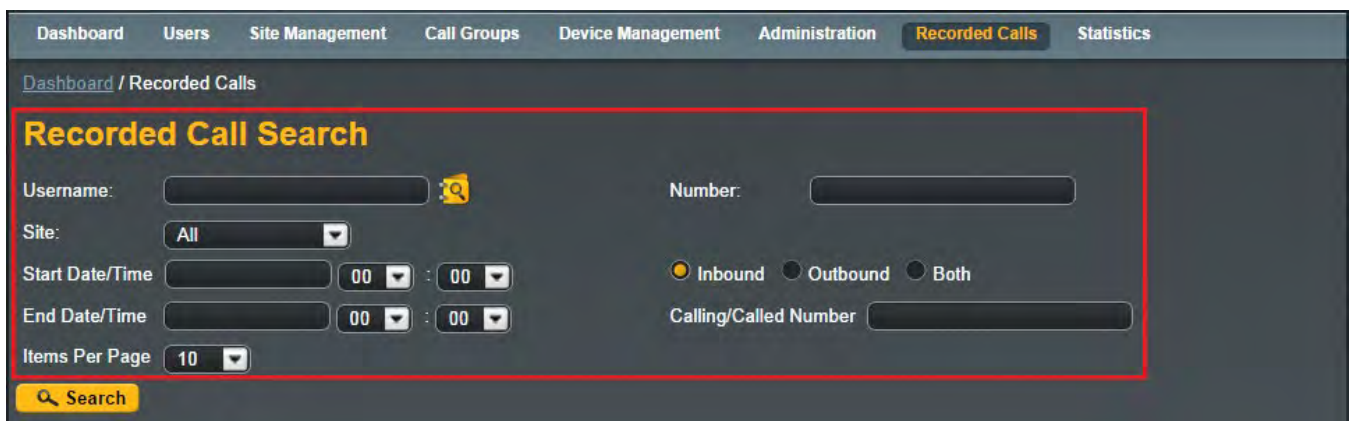 Dashboard Users Site Management Call Groups Device Management Administration Recorded Calls Statistics
Dashboard / Recorded Calls
Recorded Call Search
Username: Number:
Site: All
Start Date/Time 00 : 00 Inbound Outbound Both
End Date/Time 00 : 00 Calling/Called Number
Items Per Page 10
Search